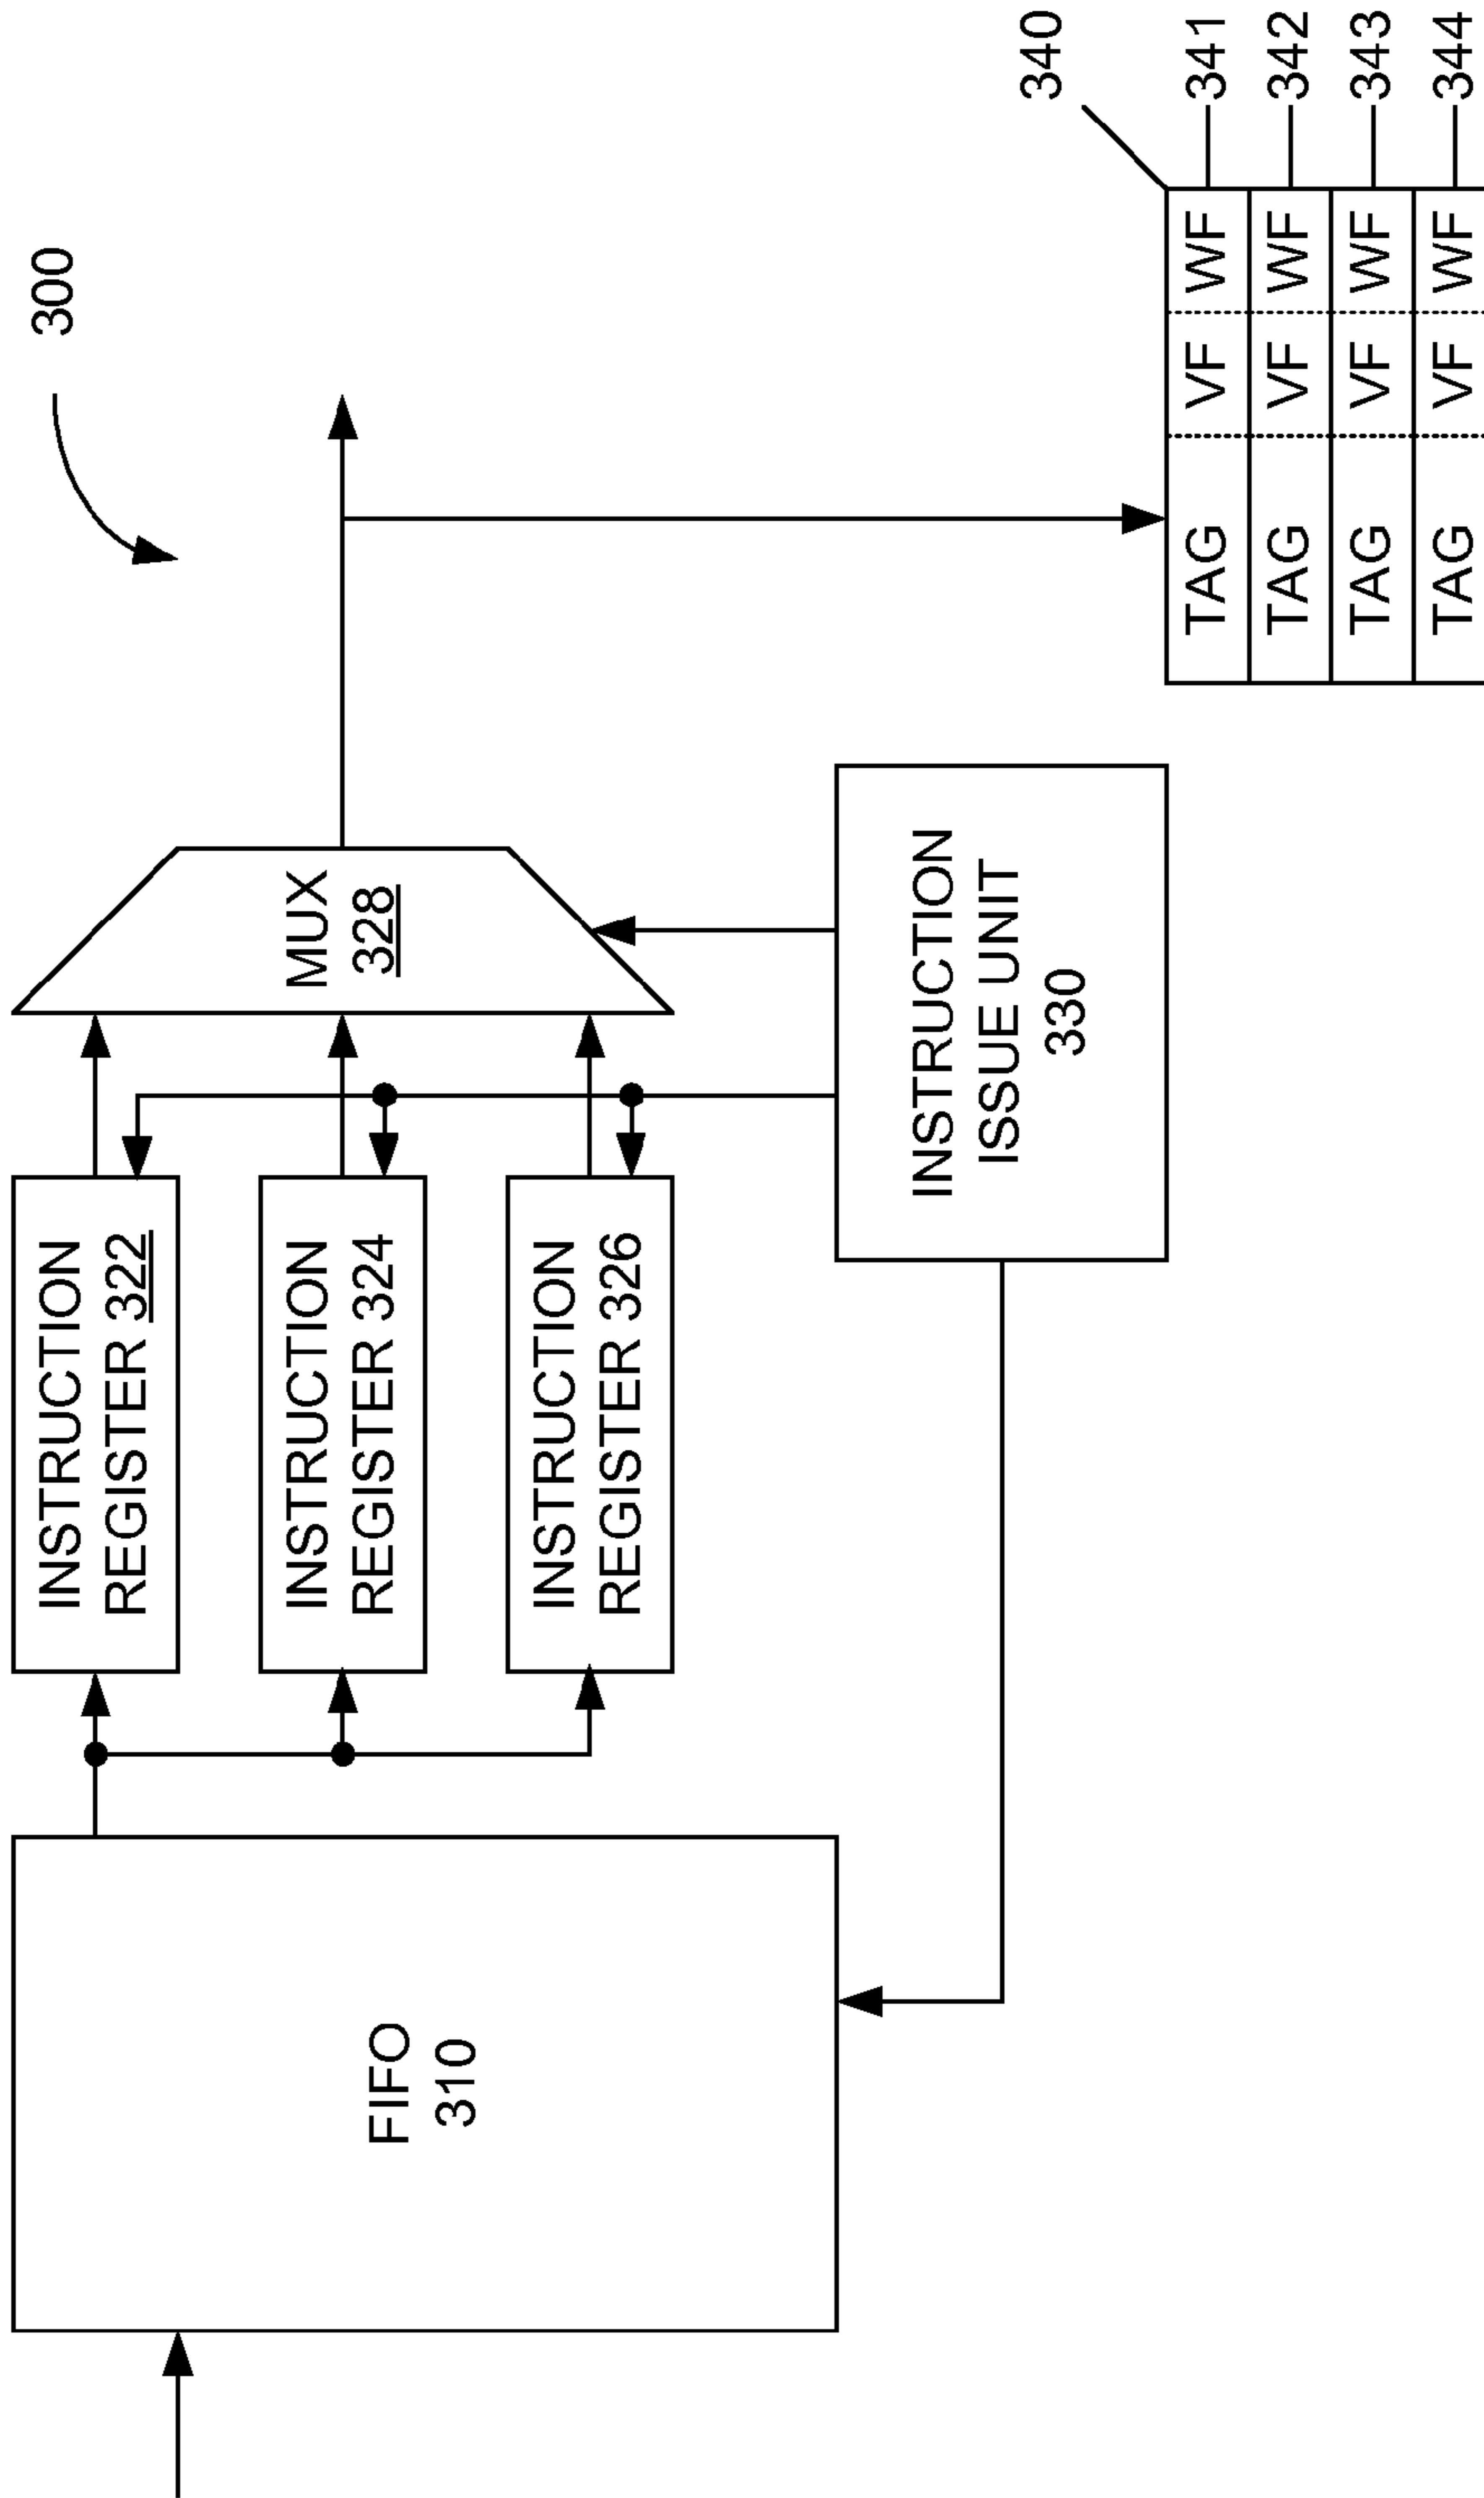 300
FIFO
310
INSTRUCTION
REGISTER 322
INSTRUCTION
REGISTER 324
INSTRUCTION
REGISTER 326
MUX
328
INSTRUCTION
ISSUE UNIT
330
340
TAG VF WF 341
TAG VF WF 342
TAG VF WF 343
TAG VF WF 344